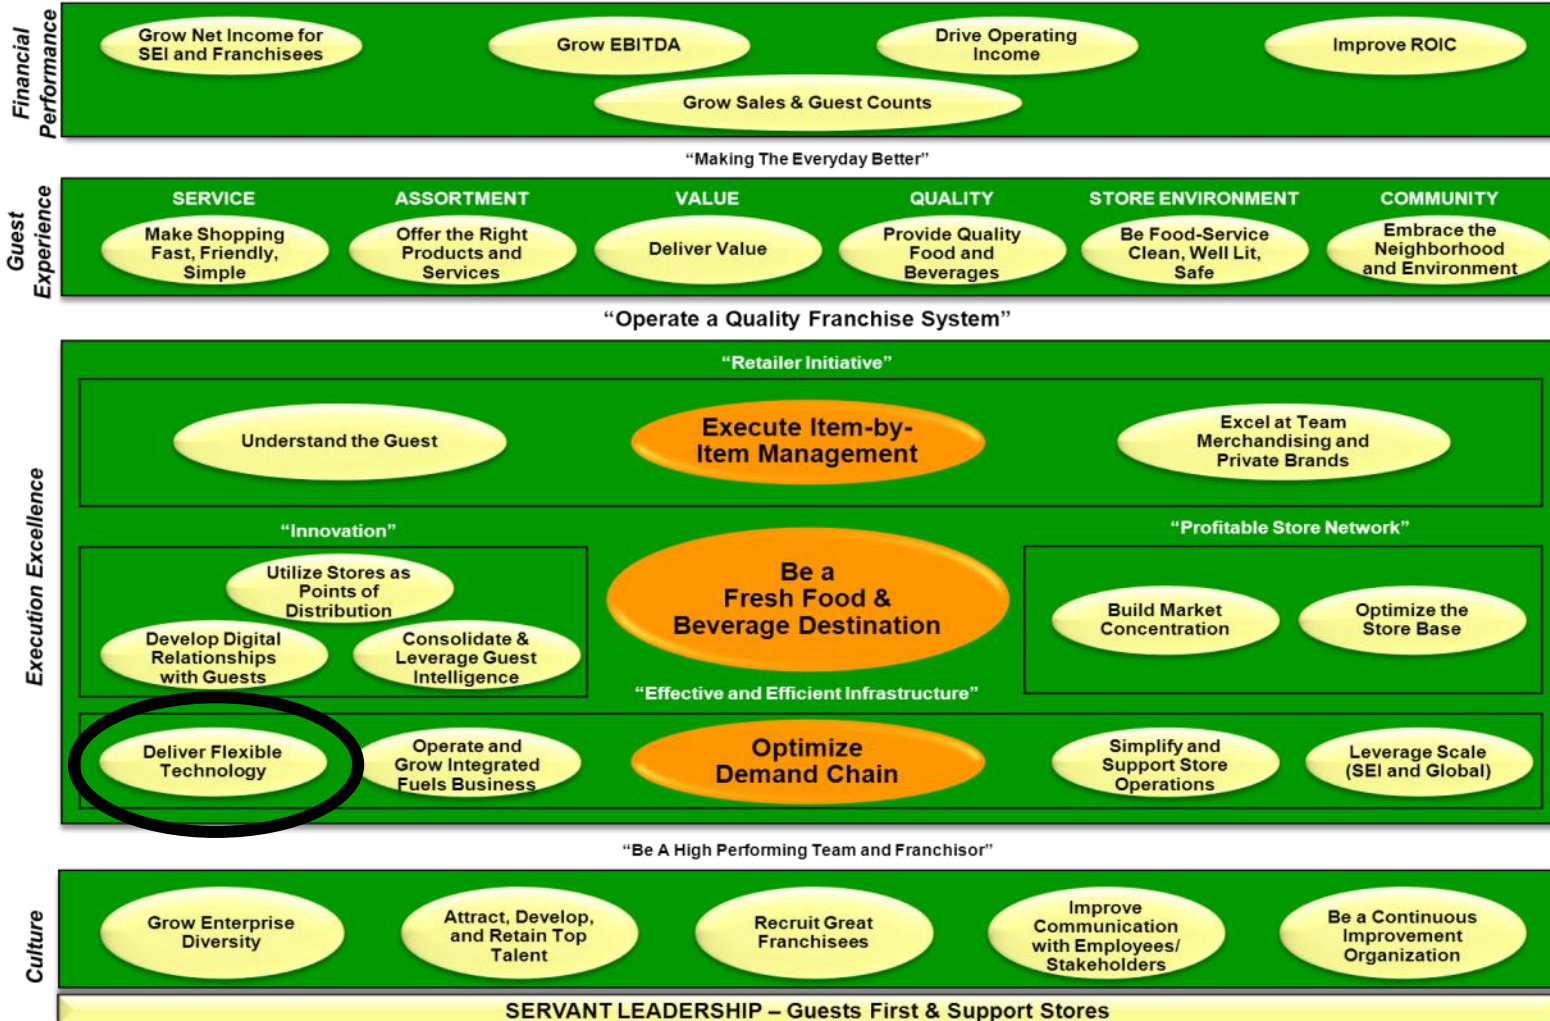 Financial
Performance
Grow Net Income for
SEI and Franchisees
Grow EBITDA
Drive Operating
Income
Improve ROIC
Grow Sales & Guest Counts
“Making The Everyday Better”
Guest
Experience
SERVICE
Make Shopping
Fast, Friendly,
Simple
ASSORTMENT
Offer the Right
Products and
Services
VALUE
Deliver Value
QUALITY
Provide Quality
Food and
Beverages
STORE ENVIRONMENT
Be Food-Service
Clean, Well Lit,
Safe
COMMUNITY
Embrace the
Neighborhood
and Environment
“Operate a Quality Franchise System”
Execution Excellence
“Retailer Initiative”
Understand the Guest
Execute Item-by-
Item Management
Excel at Team
Merchandising and
Private Brands
“Innovation”
Utilize Stores as
Points of
Distribution
Develop Digital
Relationships
with Guests
Consolidate &
Leverage Guest
Intelligence
Be a
Fresh Food &
Beverage Destination
“Profitable Store Network”
Build Market
Concentration
Optimize the
Store Base
“Effective and Efficient Infrastructure”
Deliver Flexible
Technology
Operate and
Grow Integrated
Fuels Business
Optimize
Demand Chain
Simplify and
Support Store
Operations
Leverage Scale
(SEI and Global)
“Be A High Performing Team and Franchisor”
Culture
Grow Enterprise
Diversity
Attract, Develop,
and Retain Top
Talent
Recruit Great
Franchisees
Improve
Communication
with Employees/
Stakeholders
Be a Continuous
Improvement
Organization
SERVANT LEADERSHIP – Guests First & Support Stores